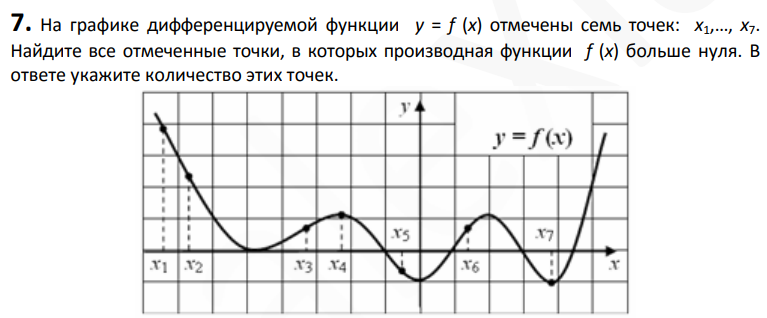 7. На графике дифференцируемой функции y = f (x) отмечены семь точек: x₁,..., x₇.
Найдите все отмеченные точки, в которых производная функции f (x) больше нуля. В
ответе укажите количество этих точек.
y
y = f(x)
x₅ x₇
x₁ x₂ x₃ x₄ x₆ x